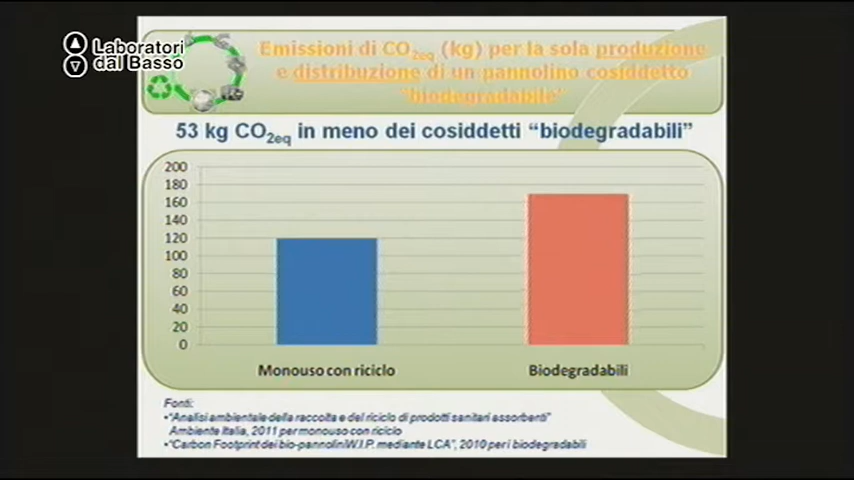 Laboratori
dal Basso
Emissioni di CO2eq (kg) per la sola produzione
e distribuzione di un pannolino cosiddetto
"biodegradabile"
53 kg CO2eq in meno dei cosiddetti "biodegradabili"
200
180
160
140
120
100
80
60
40
20
0
Monouso con riciclo
Biodegradabili
Fonti:
•"Analisi ambientale della raccolta e del riciclo di prodotti sanitari assorbenti"
Ambiente Italia, 2011 per monouso con riciclo
•"Carbon Footprint dei bio-pannolini W.I.P. mediante LCA", 2010 per i biodegradabili